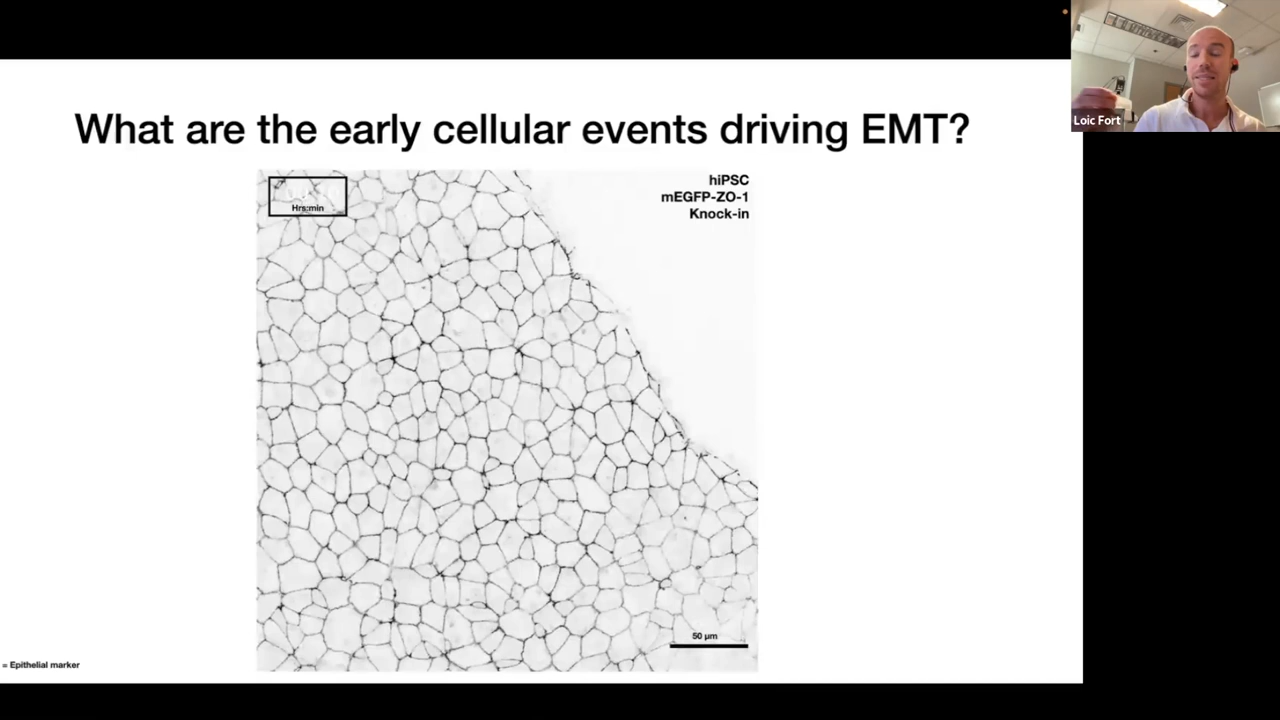 Loic Fort
What are the early cellular events driving EMT?
hiPSC
mEGFP-ZO-1
Knock-in
Hrs:min
50 µm
= Epithelial marker